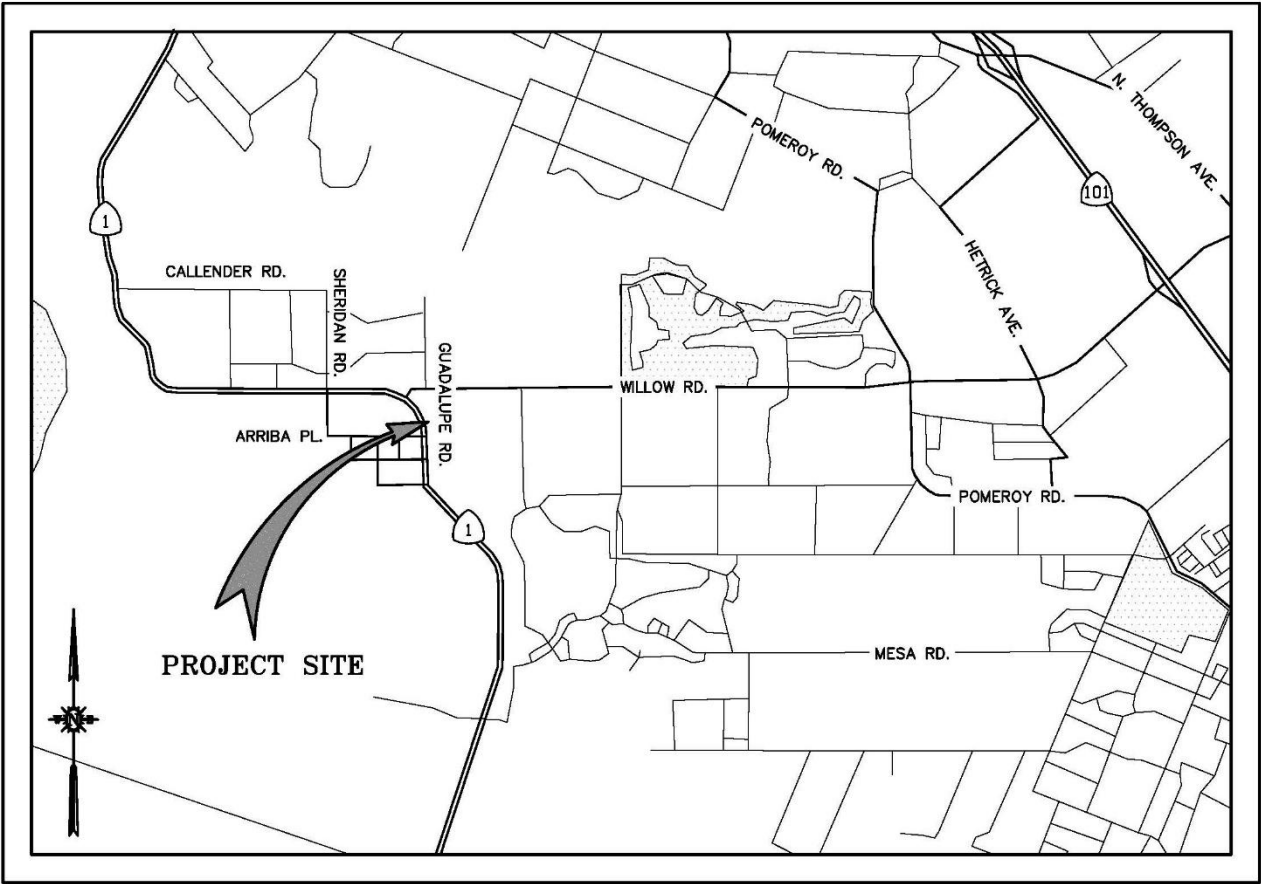 N. THOMPSON AVE.
POMEROY RD.
101
1
HETRICK AVE.
CALLENDER RD.
SHERIDAN RD.
GUADALUPE RD.
WILLOW RD.
ARRIBA PL.
POMEROY RD.
1
PROJECT SITE
MESA RD.
N